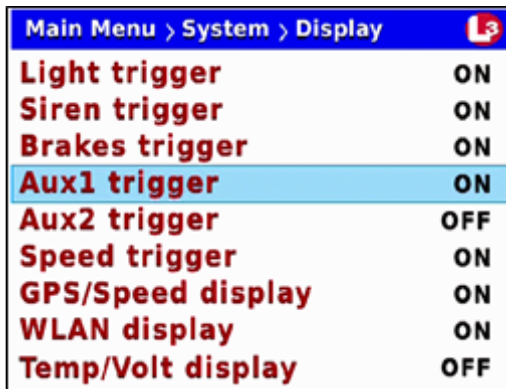 Main Menu > System > Display L3
Light trigger ON
Siren trigger ON
Brakes trigger ON
Aux1 trigger ON
Aux2 trigger OFF
Speed trigger ON
GPS/Speed display ON
WLAN display ON
Temp/Volt display OFF